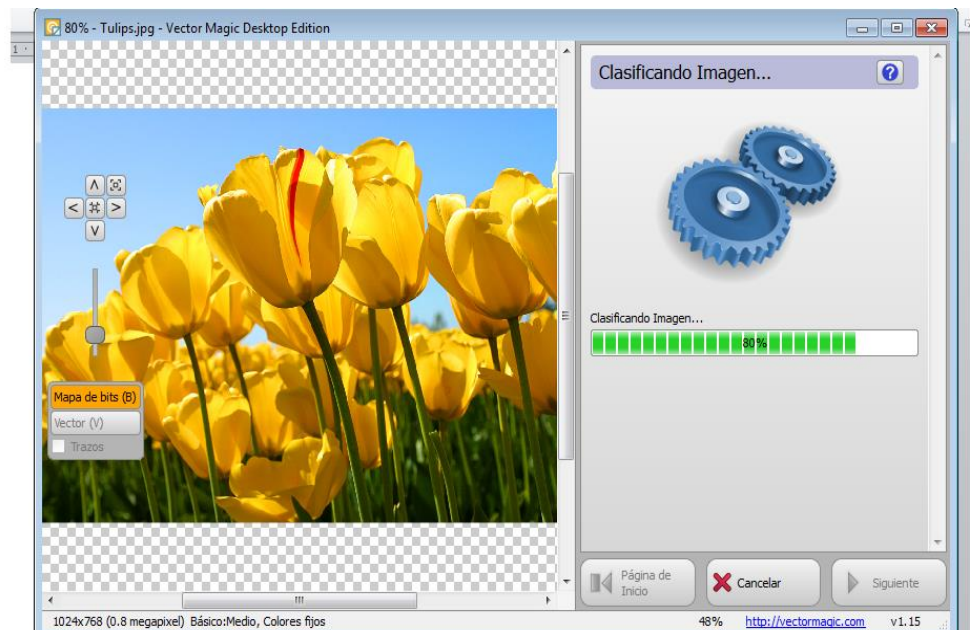 80% - Tulips.jpg - Vector Magic Desktop Edition
1
Clasificando Imagen...
Mapa de bits (B)
Vector (V)
Trazos
Clasificando Imagen...
80%
Página de
Inicio
Cancelar
Siguiente
1024x768 (0.8 megapixel) Básico:Medio, Colores fijos
48%
http://vectormagic.com
v1.15